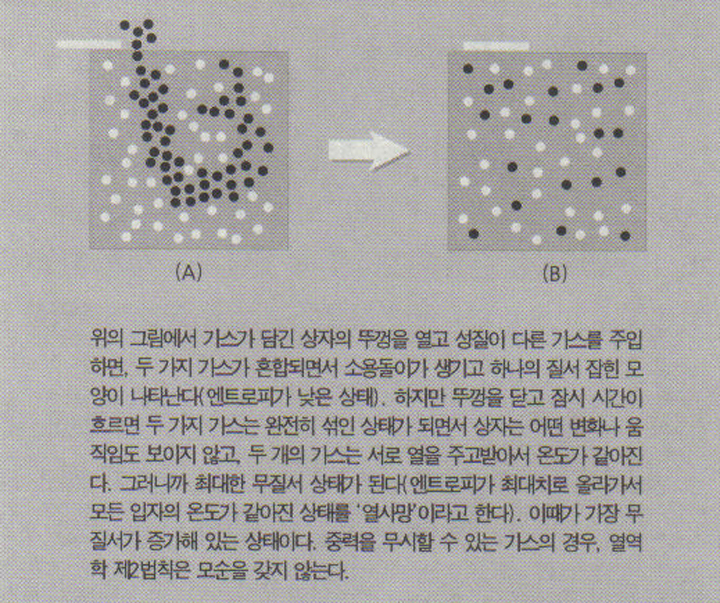 (A)
(B)
위의 그림에서 가스가 담긴 상자의 뚜껑을 열고 성질이 다른 가스를 주입
하면, 두 가지 가스가 혼합되면서 소용돌이가 생기고 하나의 질서 잡힌 모
양이 나타난다(엔트로피가 낮은 상태). 하지만 뚜껑을 닫고 잠시 시간이
흐르면 두 가지 가스는 완전히 섞인 상태가 되면서 상자는 어떤 변화나 움
직임도 보이지 않고, 두 개의 가스는 서로 열을 주고받아서 온도가 같아진
다. 그러니까 최대한 무질서 상태가 된다(엔트로피가 최대치로 올라가서
모든 입자의 온도가 같아진 상태를 '열사망'이라고 한다). 이때가 가장 무
질서가 증가해 있는 상태이다. 중력을 무시할 수 있는 가스의 경우, 열역
학 제2법칙은 모순을 갖지 않는다.